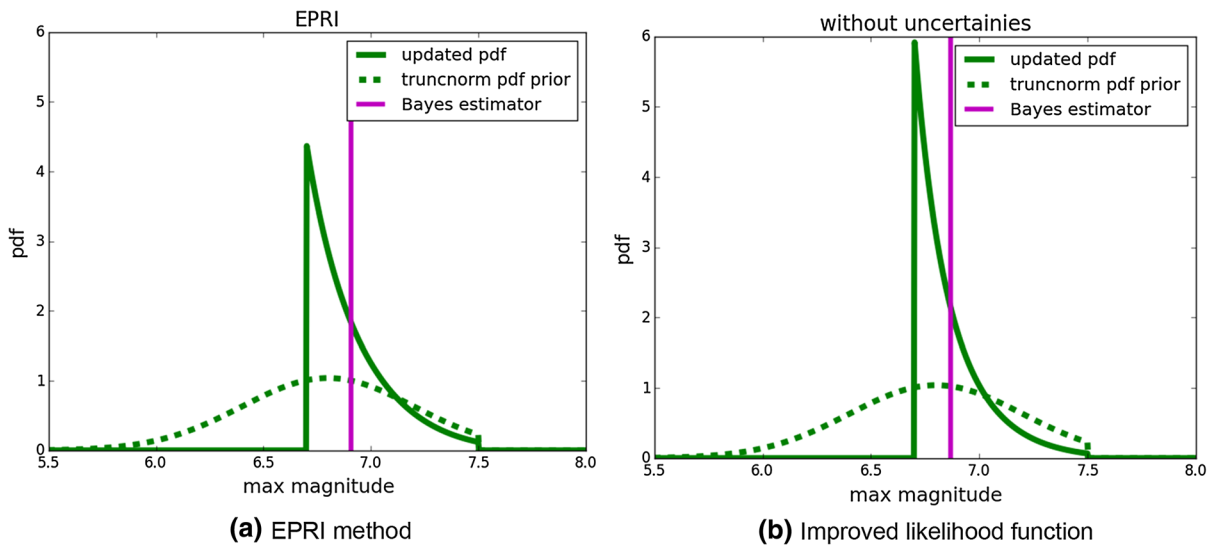 EPRI
6
5
4
3
2
1
0
5.5 6.0 6.5 7.0 7.5 8.0
pdf
max magnitude
updated pdf
truncnorm pdf prior
Bayes estimator
(a) EPRI method
without uncertainies
6
5
4
3
2
1
0
5.5 6.0 6.5 7.0 7.5 8.0
pdf
max magnitude
updated pdf
truncnorm pdf prior
Bayes estimator
(b) Improved likelihood function